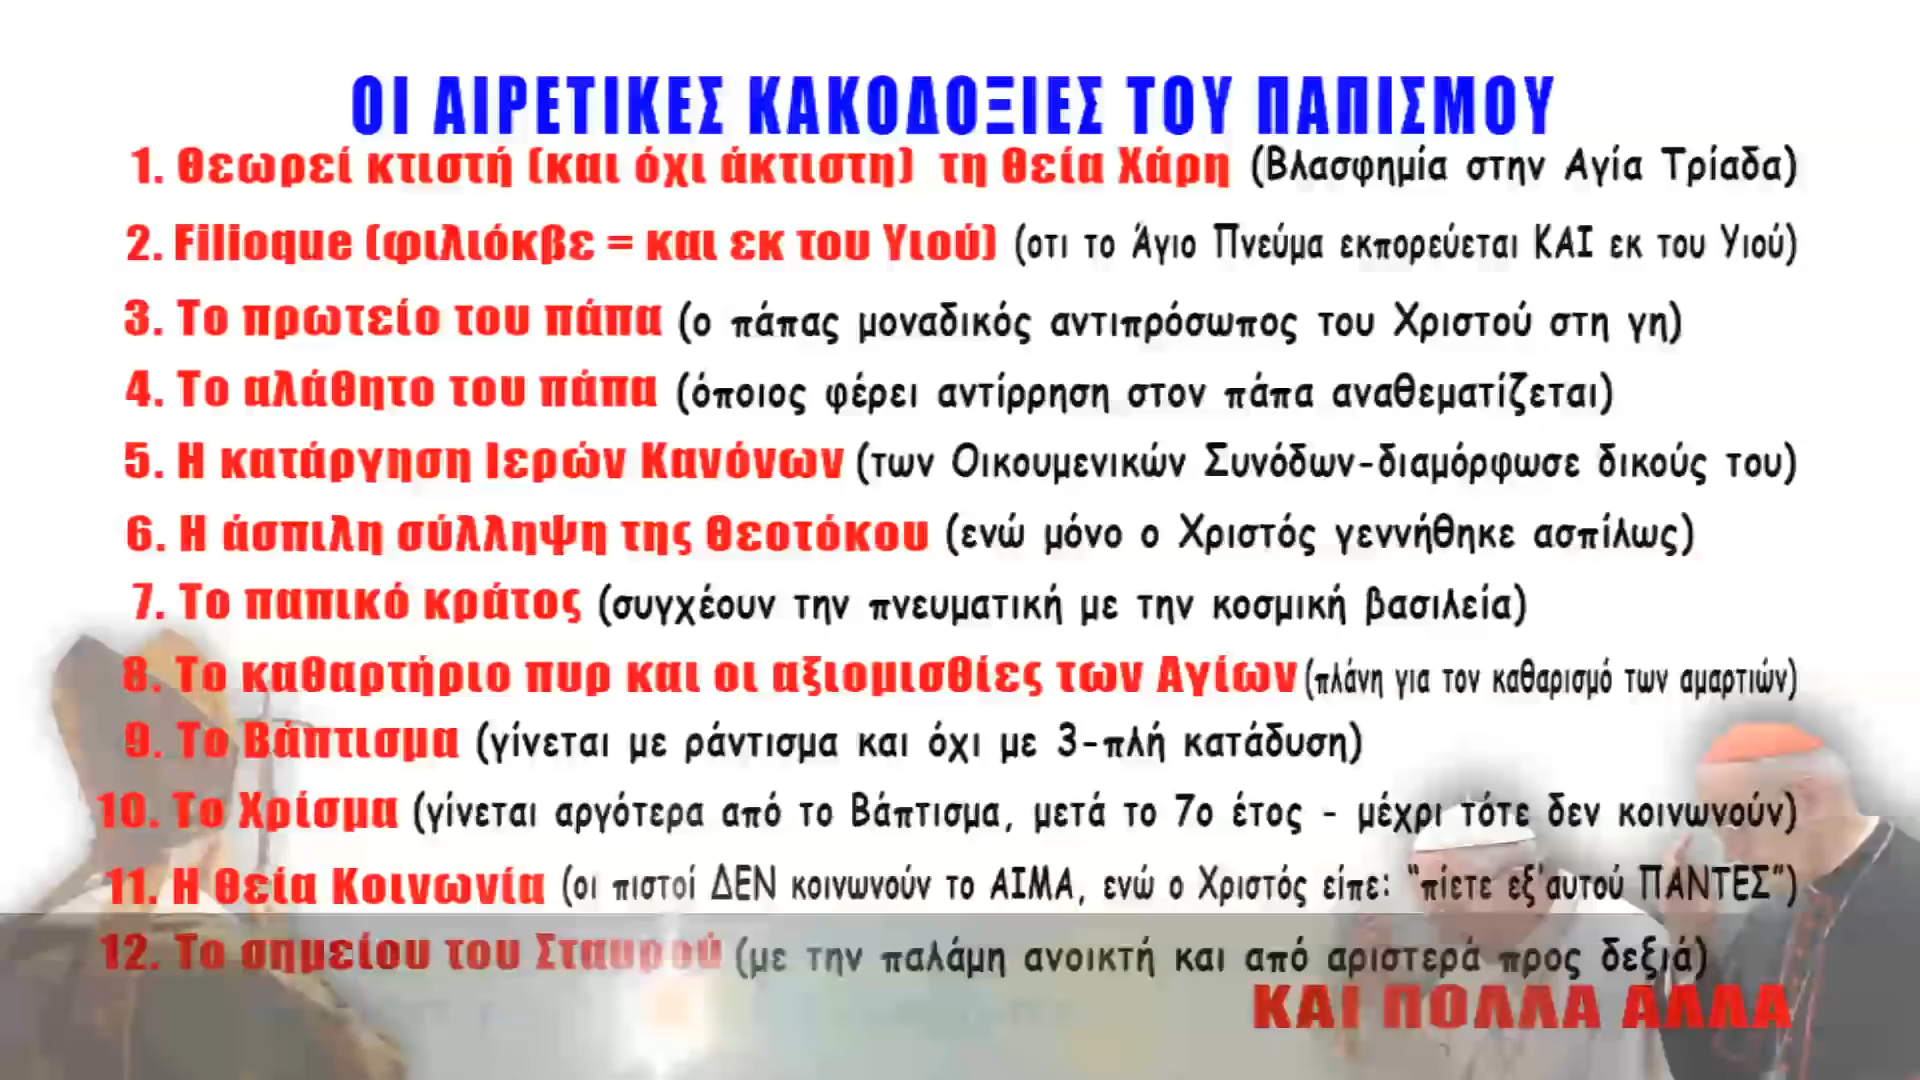 ΟΙ ΑΙΡΕΤΙΚΕΣ ΚΑΚΟΔΟΞΙΕΣ ΤΟΥ ΠΑΠΙΣΜΟΥ
1. Θεωρεί κτιστή (και όχι άκτιστη) τη Θεία Χάρη (Βλασφημία στην Αγία Τρίαδα)
2. Filioque (φιλιόκβε = και εκ του Υιού) (οτι το Άγιο Πνεύμα εκπορεύεται ΚΑΙ εκ του Υιού)
3. Το πρωτείο του πάπα (ο πάπας μοναδικός αντιπρόσωπος του Χριστού στη γη)
4. Το αλάθητο του πάπα (όποιος φέρει αντίρρηση στον πάπα αναθεματίζεται)
5. Η κατάργηση Ιερών Κανόνων (των Οικουμενικών Συνόδων-διαμόρφωσε δικούς του)
6. Η άσπιλη σύλληψη της Θεοτόκου (ενώ μόνο ο Χριστός γεννήθηκε ασπίλως)
7. Το παπικό κράτος (συγχέουν την πνευματική με την κοσμική βασιλεία)
8. Το καθαρτήριο πυρ και οι αξιομισθίες των Αγίων (πλάνη για τον καθαρισμό των αμαρτιών)
9. Το Βάπτισμα (γίνεται με ράντισμα και όχι με 3-πλή κατάδυση)
10. Το Χρίσμα (γίνεται αργότερα από το Βάπτισμα, μετά το 7ο έτος - μέχρι τότε δεν κοινωνούν)
11. Η Θεία Κοινωνία (οι πιστοί ΔΕΝ κοινωνούν το ΑΙΜΑ, ενώ ο Χριστός είπε: "πίετε εξ'αυτού ΠΑΝΤΕΣ")
12. Το σημείου του Σταυρού (με την παλάμη ανοικτή και από αριστερά προς δεξιά)
ΚΑΙ ΠΟΛΛΑ ΑΛΛΑ